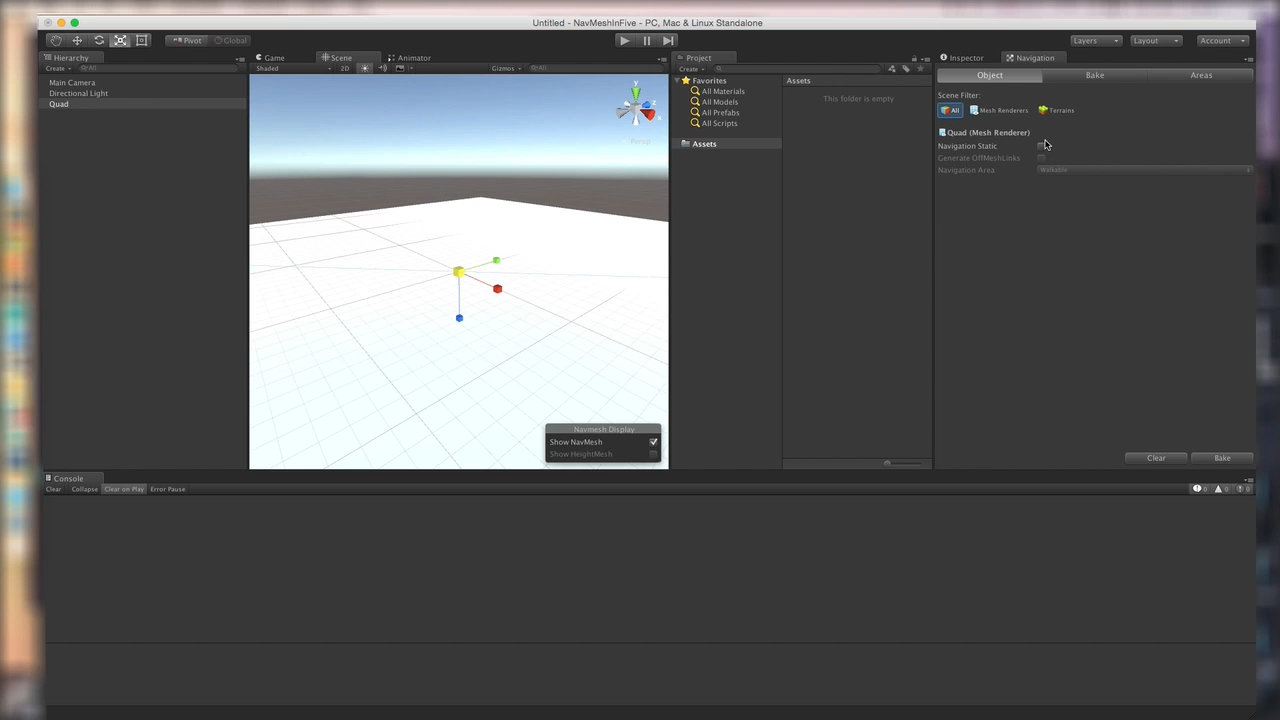 Untitled - NavMeshInFive - PC, Mac & Linux Standalone
Pivot Global Layers Layout Account
Hierarchy Game Scene Animator Project Inspector Navigation
Create All Shaded 2D Gizmos All Create
Main Camera
Directional Light
Quad
Persp
y
z
x
Navmesh Display
Show NavMesh
Show HeightMesh
Favorites
All Materials
All Models
All Prefabs
All Scripts
Assets
Assets
This folder is empty
Object Bake Areas
Scene Filter:
All Mesh Renderers Terrains
Quad (Mesh Renderer)
Navigation Static
Generate OffMeshLinks
Navigation Area Walkable
Clear Bake
Console
Clear Collapse Clear on Play Error Pause 0 0 0